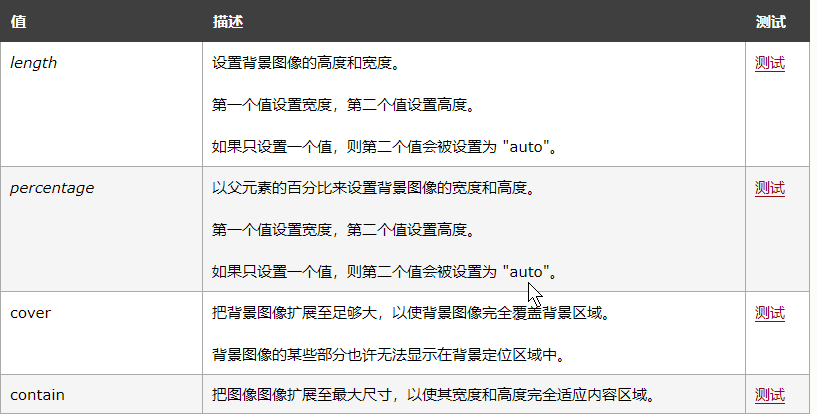 值 描述 测试
length 设置背景图像的高度和宽度。 测试
第一个值设置宽度，第二个值设置高度。
如果只设置一个值，则第二个值会被设置为 "auto"。
percentage 以父元素的百分比来设置背景图像的宽度和高度。 测试
第一个值设置宽度，第二个值设置高度。
如果只设置一个值，则第二个值会被设置为 "auto"。
cover 把背景图像扩展至足够大，以使背景图像完全覆盖背景区域。 测试
背景图像的某些部分也许无法显示在背景定位区域中。
contain 把图像图像扩展至最大尺寸，以使其宽度和高度完全适应内容区域。 测试